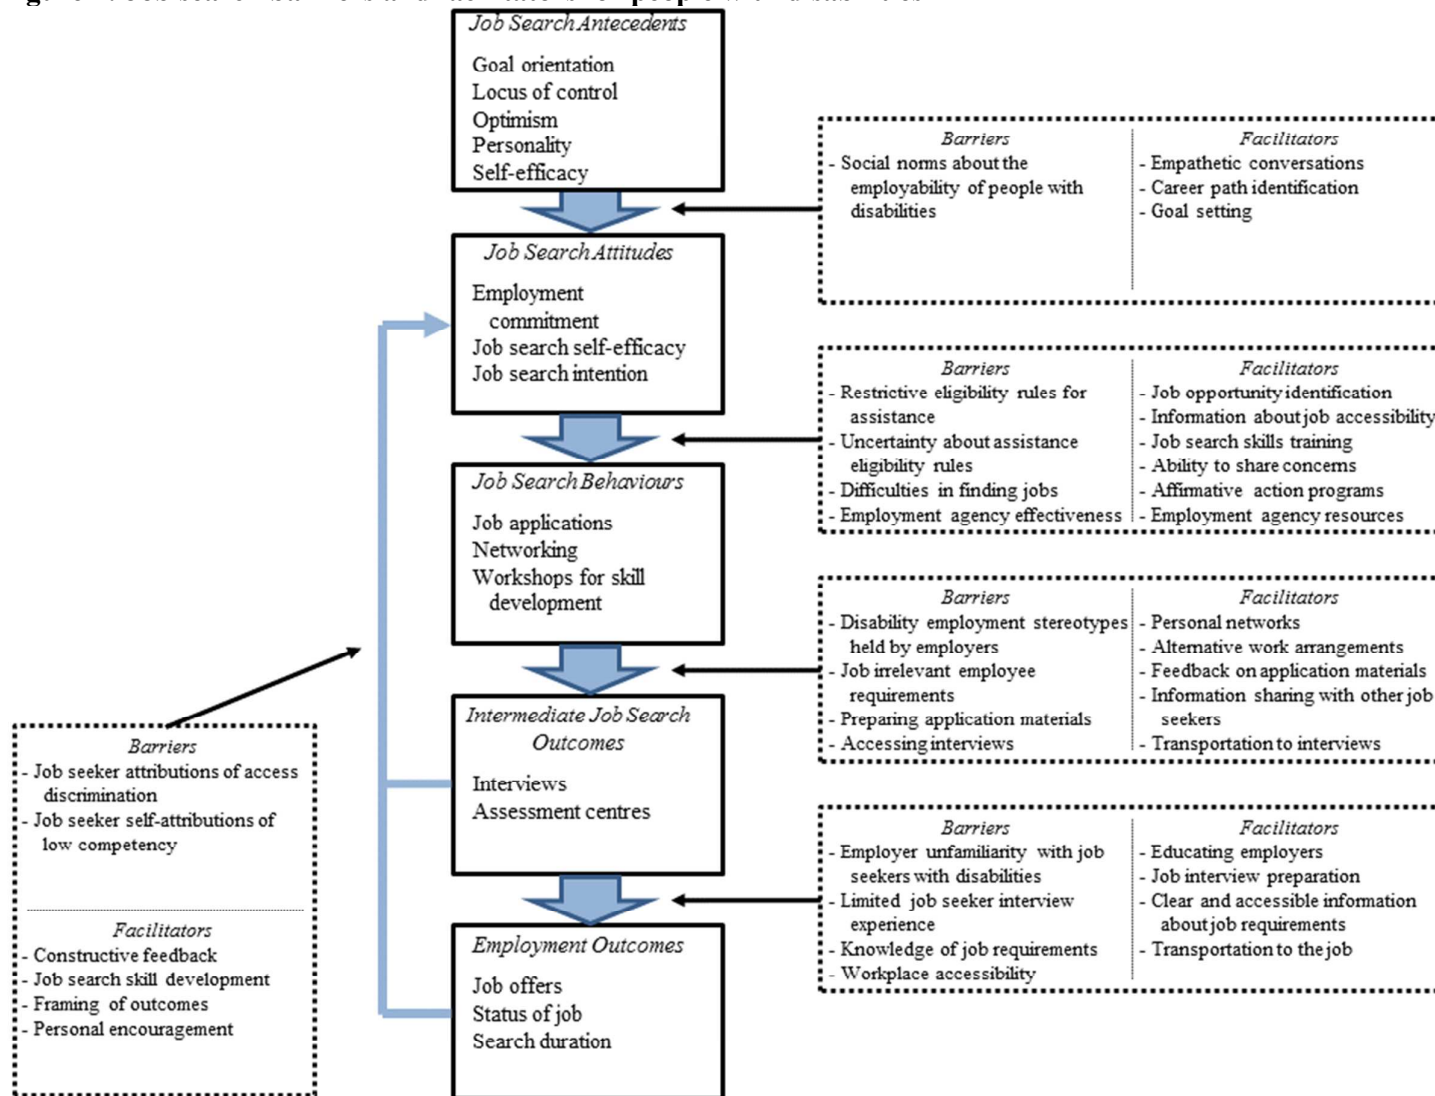 Job Search Antecedents
Goal orientation
Locus of control
Optimism
Personality
Self-efficacy
Barriers
- Social norms about the
employability of people with
disabilities
Facilitators
- Empathetic conversations
- Career path identification
- Goal setting
Job Search Attitudes
Employment
commitment
Job search self-efficacy
Job search intention
Barriers
- Restrictive eligibility rules for
assistance
- Uncertainty about assistance
eligibility rules
- Difficulties in finding jobs
- Employment agency effectiveness
Facilitators
- Job opportunity identification
- Information about job accessibility
- Job search skills training
- Ability to share concerns
- Affirmative action programs
- Employment agency resources
Job Search Behaviours
Job applications
Networking
Workshops for skill
development
Barriers
- Disability employment stereotypes
held by employers
- Job irrelevant employee
requirements
- Preparing application materials
- Accessing interviews
Facilitators
- Personal networks
- Alternative work arrangements
- Feedback on application materials
- Information sharing with other job
seekers
- Transportation to interviews
Intermediate Job Search
Outcomes
Interviews
Assessment centres
Barriers
- Job seeker attributions of access
discrimination
- Job seeker self-attributions of
low competency
Facilitators
- Constructive feedback
- Job search skill development
- Framing of outcomes
- Personal encouragement
Barriers
- Employer unfamiliarity with job
seekers with disabilities
- Limited job seeker interview
experience
- Knowledge of job requirements
- Workplace accessibility
Facilitators
- Educating employers
- Job interview preparation
- Clear and accessible information
about job requirements
- Transportation to the job
Employment Outcomes
Job offers
Status of job
Search duration